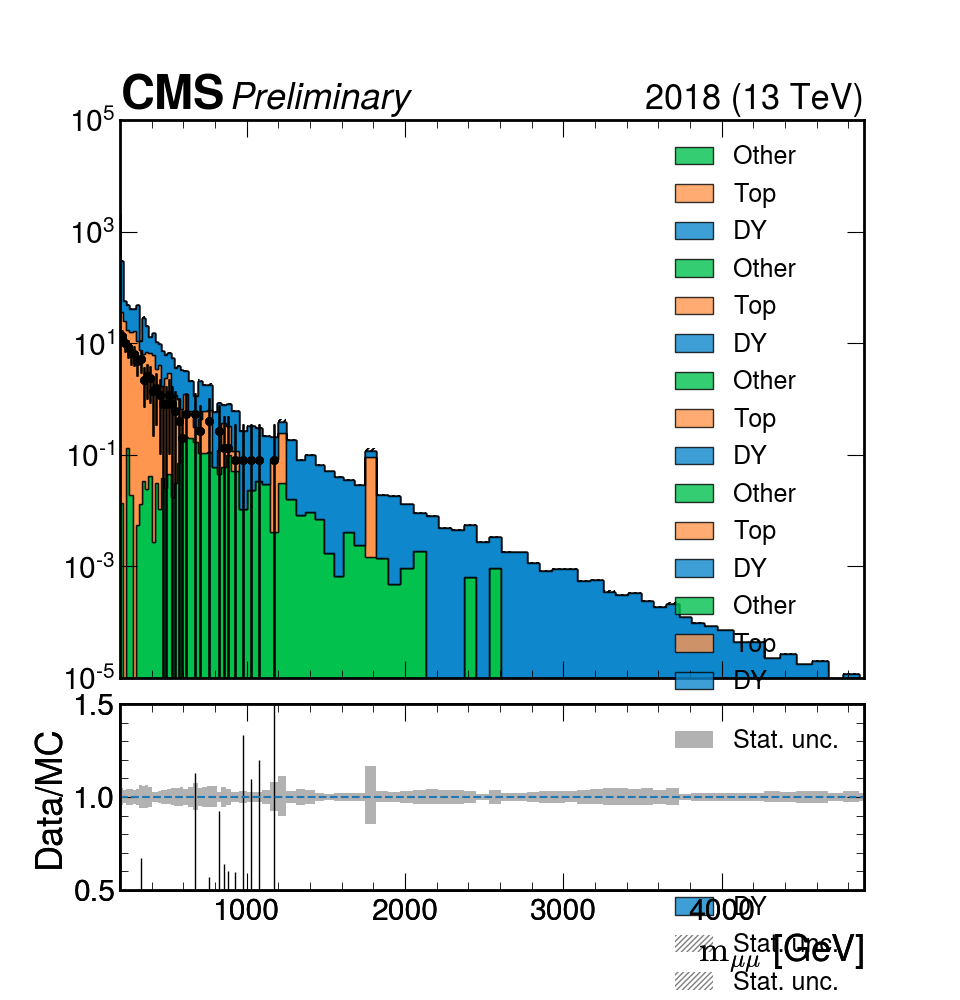 CMS Preliminary 2018 (13 TeV)
10^5
10^3
10^1
10^-1
10^-3
10^-5
Other
Top
DY
Other
Top
DY
Other
Top
DY
Other
Top
DY
Other
Top
DY
Data/MC
1.5
1.0
0.5
Stat. unc.
1000 2000 3000 4000
DY
Stat. unc.
m_μμ [GeV]
Stat. unc.